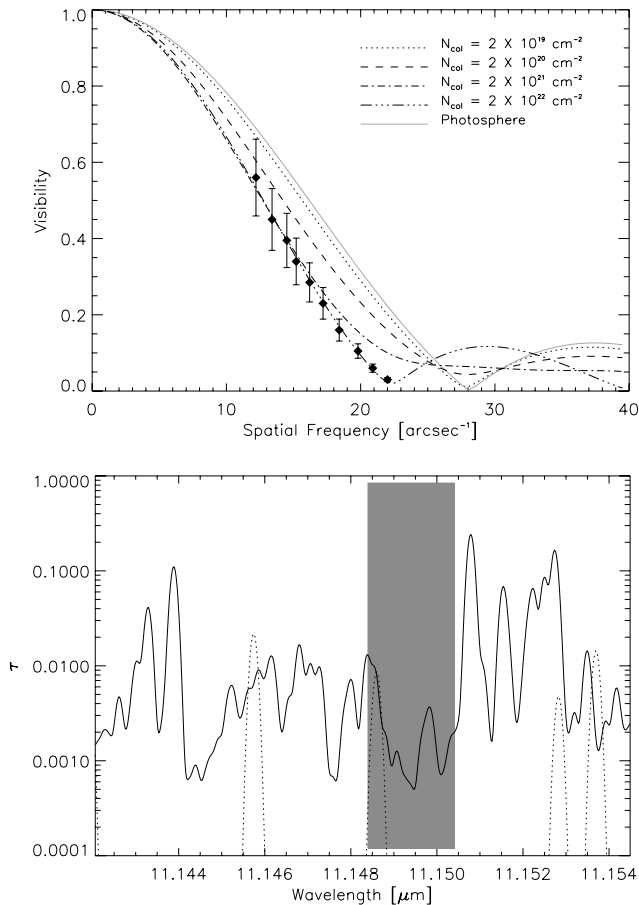 1.0
0.8
0.6
0.4
0.2
0.0
Visibility
N_col = 2 X 10^19 cm^-2
N_col = 2 X 10^20 cm^-2
N_col = 2 X 10^21 cm^-2
N_col = 2 X 10^22 cm^-2
Photosphere
0 10 20 30 40
Spatial Frequency [arcsec^-1]
1.0000
0.1000
0.0100
0.0010
0.0001
τ
11.144 11.146 11.148 11.150 11.152 11.154
Wavelength [μm]